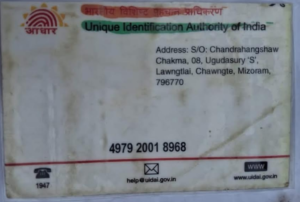 भारतीय विशिष्ट पहचान प्राधिकरण
आधार
Unique Identification Authority of India
Address: S/O: Chandrahangshaw
Chakma, 08, Ugudasury 'S',
Lawngtlai, Chawngte, Mizoram,
796770
4979 2001 8968
1947
help@uidai.gov.in
www
www.uidai.gov.in